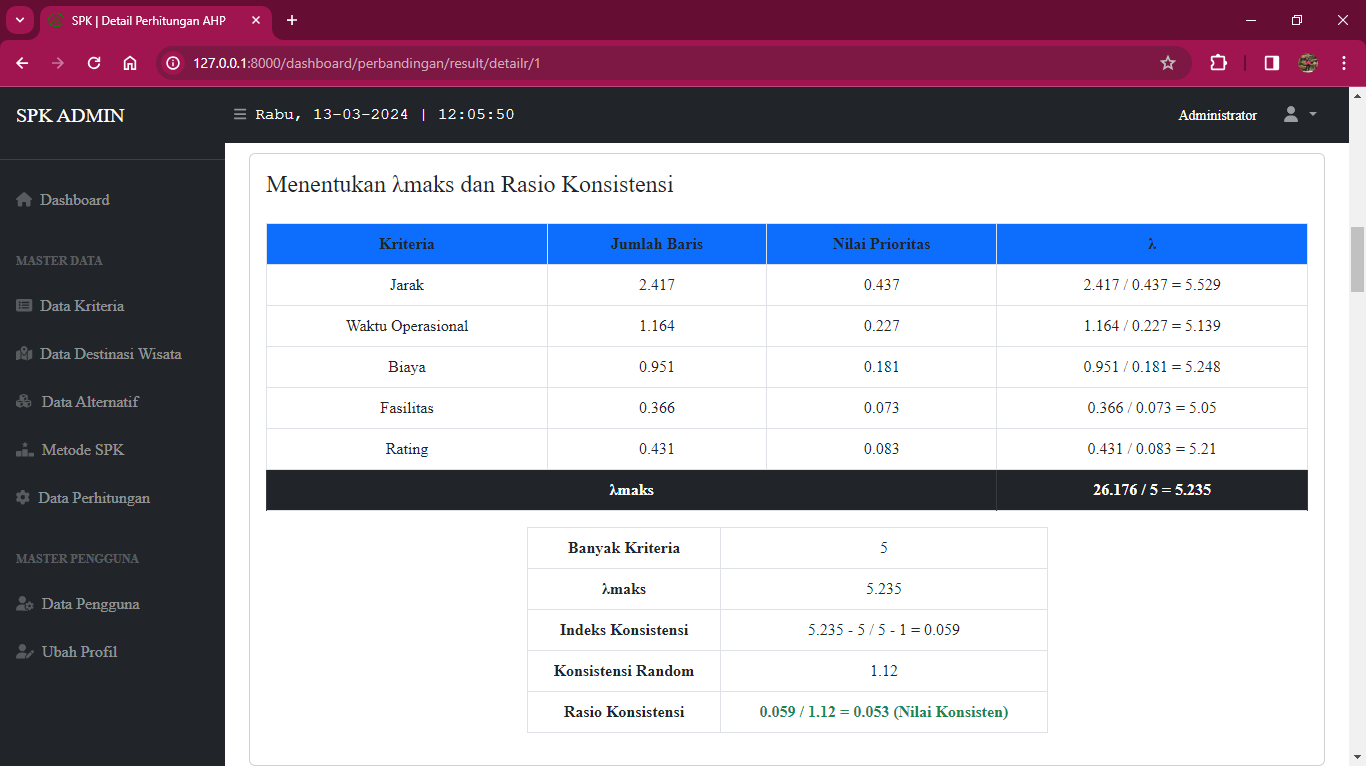 SPK | Detail Perhitungan AHP
127.0.0.1:8000/dashboard/perbandingan/result/detailr/1
SPK ADMIN
Rabu, 13-03-2024 | 12:05:50
Administrator
Dashboard
MASTER DATA
Data Kriteria
Data Destinasi Wisata
Data Alternatif
Metode SPK
Data Perhitungan
MASTER PENGGUNA
Data Pengguna
Ubah Profil
Menentukan λmaks dan Rasio Konsistensi
Kriteria Jumlah Baris Nilai Prioritas λ
Jarak 2.417 0.437 2.417 / 0.437 = 5.529
Waktu Operasional 1.164 0.227 1.164 / 0.227 = 5.139
Biaya 0.951 0.181 0.951 / 0.181 = 5.248
Fasilitas 0.366 0.073 0.366 / 0.073 = 5.05
Rating 0.431 0.083 0.431 / 0.083 = 5.21
λmaks 26.176 / 5 = 5.235
Banyak Kriteria 5
λmaks 5.235
Indeks Konsistensi 5.235 - 5 / 5 - 1 = 0.059
Konsistensi Random 1.12
Rasio Konsistensi 0.059 / 1.12 = 0.053 (Nilai Konsisten)